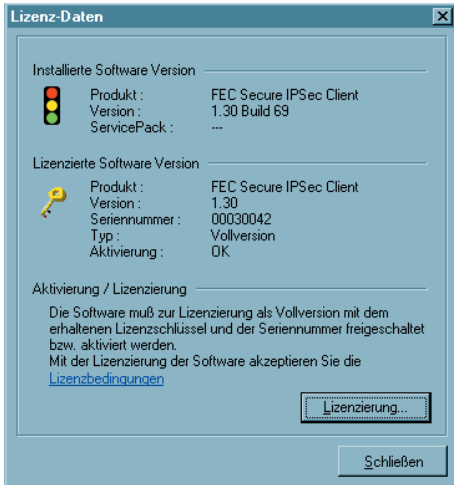 Lizenz-Daten
Installierte Software Version
Produkt : FEC Secure IPSec Client
Version : 1.30 Build 69
ServicePack : ---
Lizenzierte Software Version
Produkt : FEC Secure IPSec Client
Version : 1.30
Seriennummer : 00030042
Typ : Vollversion
Aktivierung : OK
Aktivierung / Lizenzierung
Die Software muß zur Lizenzierung als Vollversion mit dem
erhaltenen Lizenzschlüssel und der Seriennummer freigeschaltet
bzw. aktiviert werden.
Mit der Lizenzierung der Software akzeptieren Sie die
Lizenzbedingungen
Lizenzierung...
Schließen